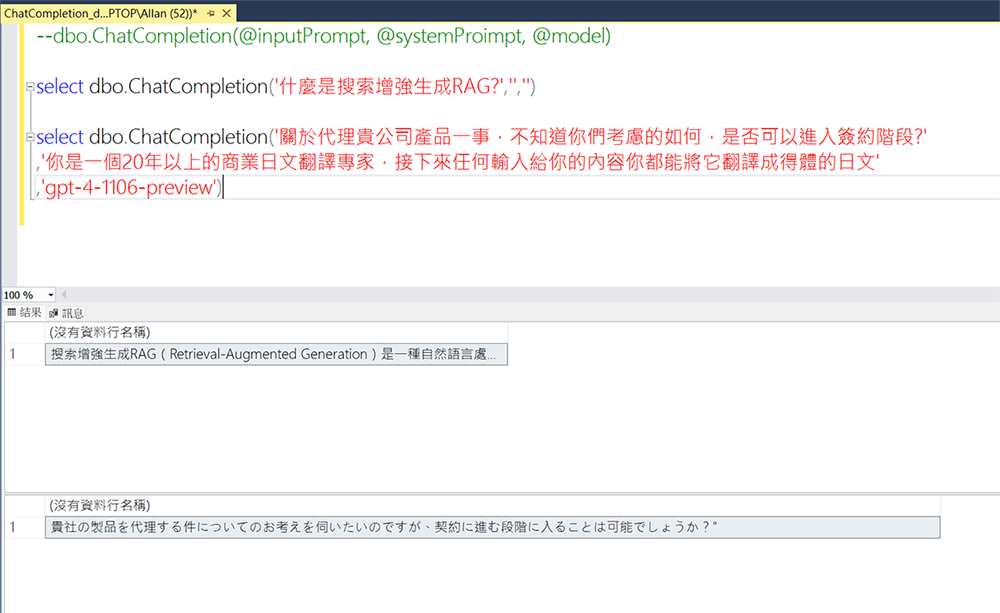 ChatCompletion_d...PTOP\Allan (52))*
--dbo.ChatCompletion(@inputPrompt, @systemProimpt, @model)
select dbo.ChatCompletion('什麼是搜索增強生成RAG?','','')
select dbo.ChatCompletion('關於代理貴公司產品一事，不知道你們考慮的如何，是否可以進入簽約階段?'
,'你是一個20年以上的商業日文翻譯專家，接下來任何輸入給你的內容你都能將它翻譯成得體的日文'
,'gpt-4-1106-preview')
100 %
結果 訊息
(沒有資料行名稱)
1 搜索增強生成RAG（Retrieval-Augmented Generation）是一種自然語言處...
(沒有資料行名稱)
1 貴社の製品を代理する件についてのお考えを伺いたいのですが、契約に進む段階に入ることは可能でしょうか？"